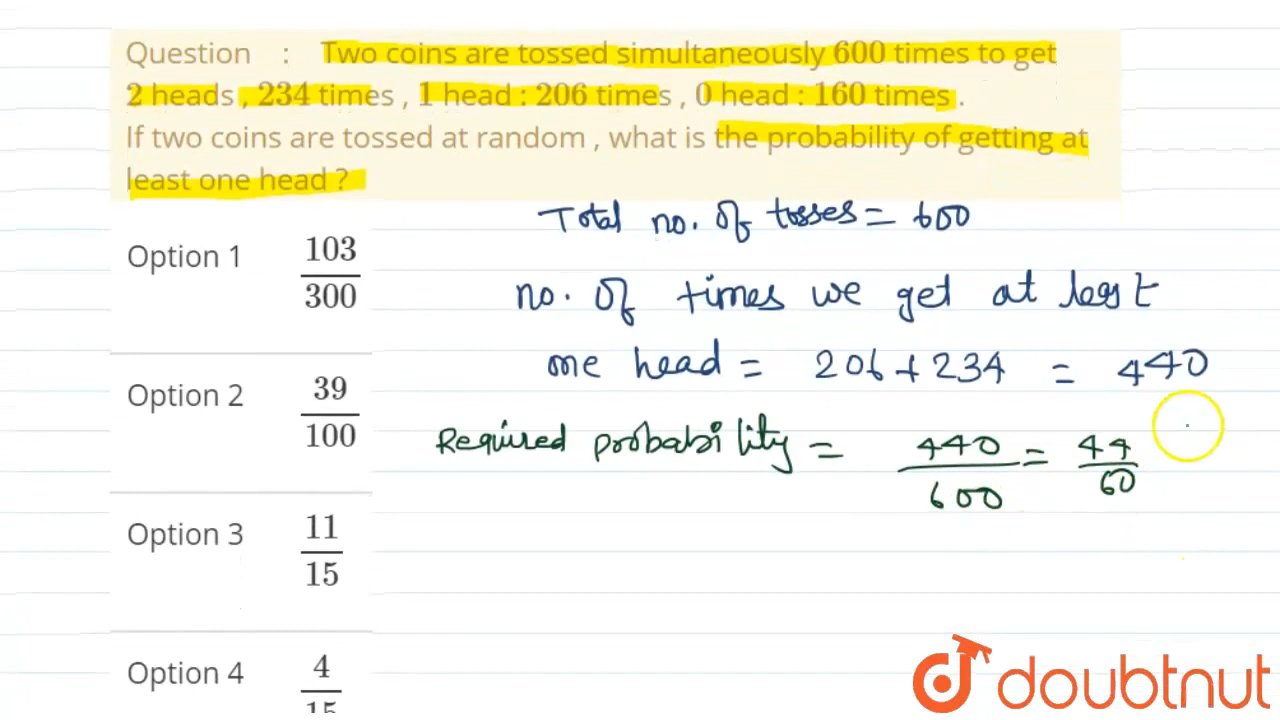 Question : Two coins are tossed simultaneously 600 times to get
2 heads , 234 times , 1 head : 206 times , 0 head : 160 times .
If two coins are tossed at random , what is the probability of getting at
least one head ?
Total no. of tosses = 600
Option 1 103/300
no. of times we get at least
one head = 206 + 234 = 440
Option 2 39/100
Required probability = 440/600 = 44/60
Option 3 11/15
Option 4 4/15
doubtnut